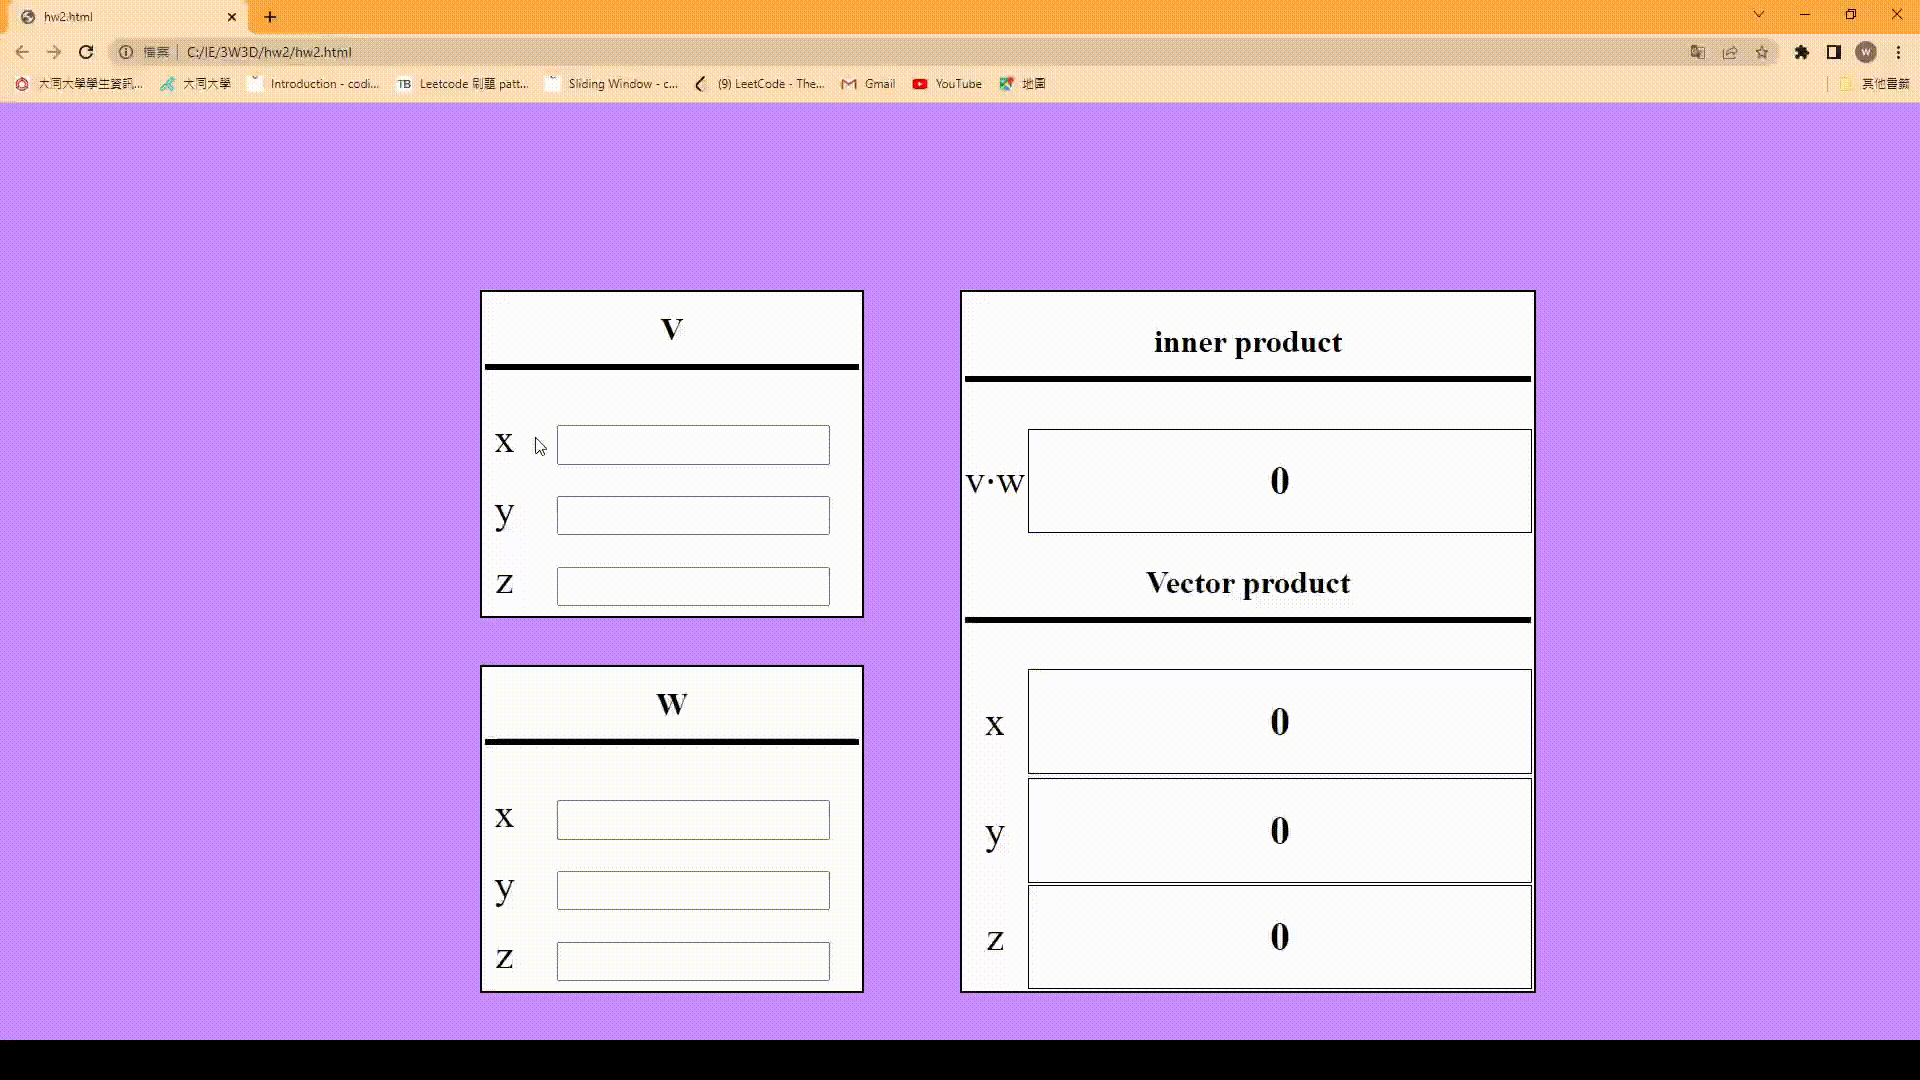 hw2.html
檔案 C:/IE/3W3D/hw2/hw2.html
W
大同大學學生資訊... 大同大學 Introduction - codi... TB Leetcode 刷題 patt... Sliding Window - c... (9) LeetCode - The... Gmail YouTube 地圖 其他書籤
V
x
y
z
W
x
y
z
inner product
v·w 0
Vector product
x 0
y 0
z 0